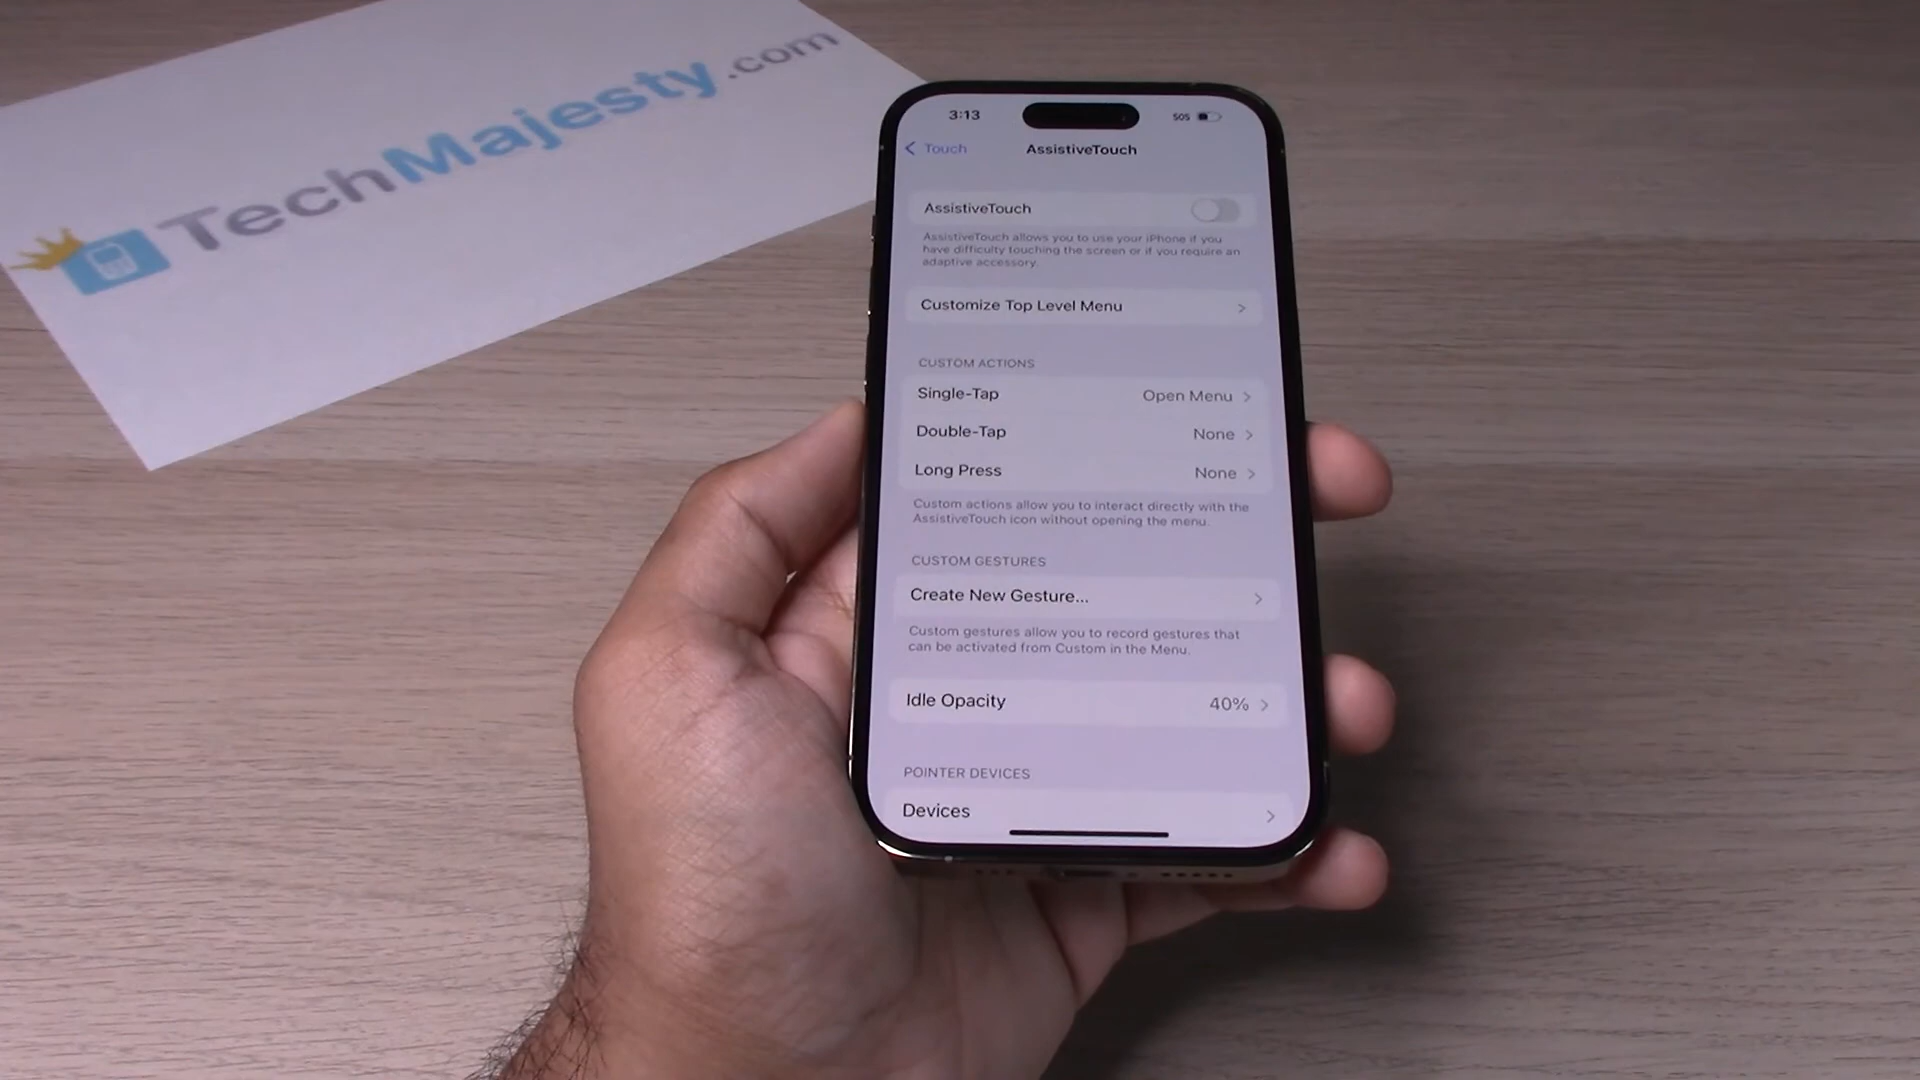 TechMajesty.com
3:13
SOS
Touch
AssistiveTouch
AssistiveTouch
AssistiveTouch allows you to use your iPhone if you
have difficulty touching the screen or if you require an
adaptive accessory.
Customize Top Level Menu
CUSTOM ACTIONS
Single-Tap Open Menu
Double-Tap None
Long Press None
Custom actions allow you to interact directly with the
AssistiveTouch icon without opening the menu.
CUSTOM GESTURES
Create New Gesture...
Custom gestures allow you to record gestures that
can be activated from Custom in the Menu.
Idle Opacity 40%
POINTER DEVICES
Devices